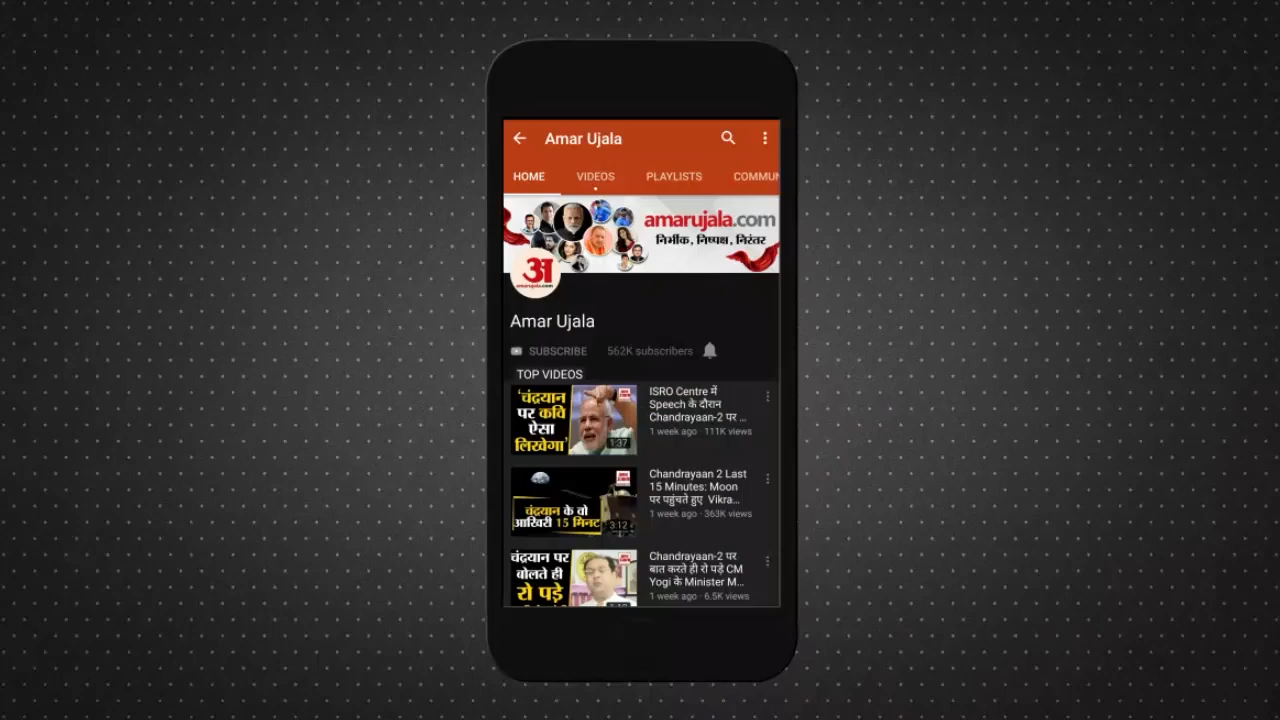 Amar Ujala
HOME VIDEOS PLAYLISTS COMMUN
amarujala.com
निर्भीक, निष्पक्ष, निरंतर
अ
amarujala.com
Amar Ujala
SUBSCRIBE 562K subscribers
TOP VIDEOS
'चंद्रयान
पर कवि
ऐसा
लिखेगा'
1:37
ISRO Centre में
Speech के दौरान
Chandrayaan-2 पर ...
1 week ago · 111K views
चंद्रयान के वो
आखिरी 15 मिनट
3:12
Chandrayaan 2 Last
15 Minutes: Moon
पर पहुंचते हुए Vikra...
1 week ago · 363K views
चंद्रयान पर
बोलते ही
रो पड़े
Chandrayaan-2 पर
बात करते ही रो पड़े CM
Yogi के Minister M...
1 week ago · 6.5K views